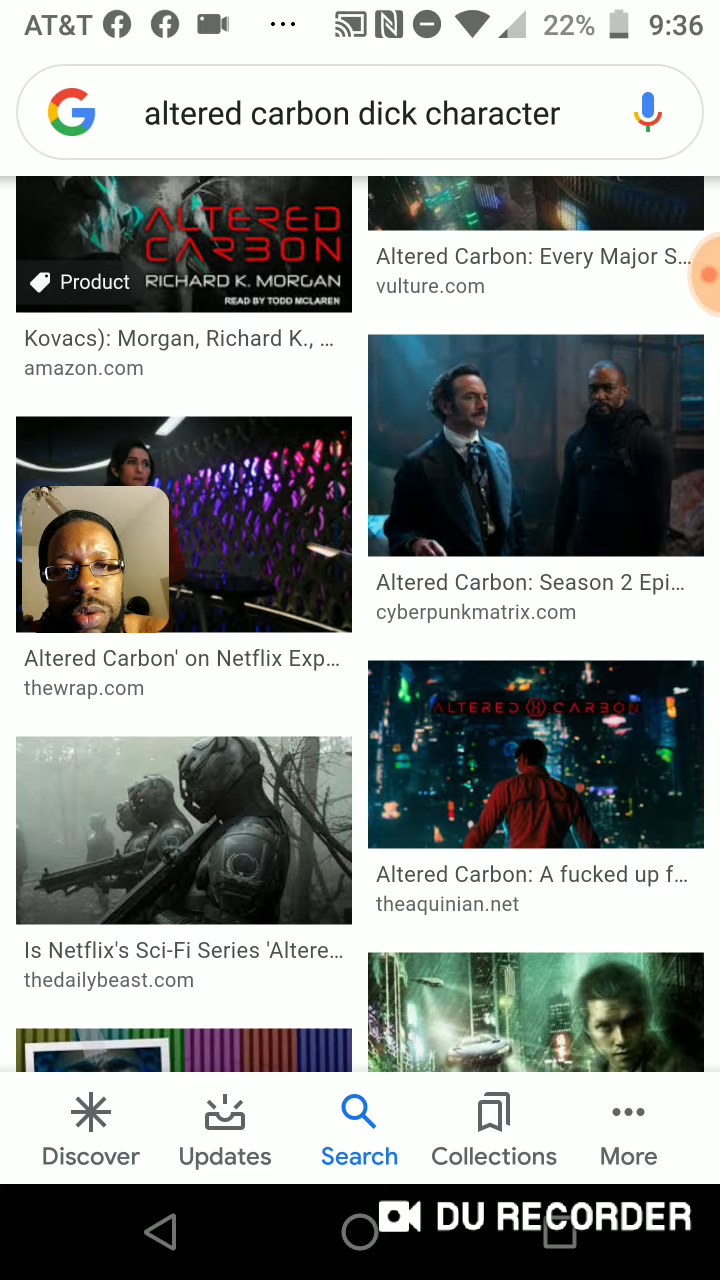 AT&T
22%
9:36
altered carbon dick character
ALTERED
CARBON
RICHARD K. MORGAN
READ BY TODD MCLAREN
Product
Kovacs): Morgan, Richard K., ...
amazon.com
Altered Carbon: Every Major S...
vulture.com
Altered Carbon: Season 2 Epi...
cyberpunkmatrix.com
Altered Carbon' on Netflix Exp...
thewrap.com
ALTERED CARBON
Altered Carbon: A fucked up f...
theaquinian.net
Is Netflix's Sci-Fi Series 'Altere...
thedailybeast.com
Discover
Updates
Search
Collections
More
DU RECORDER